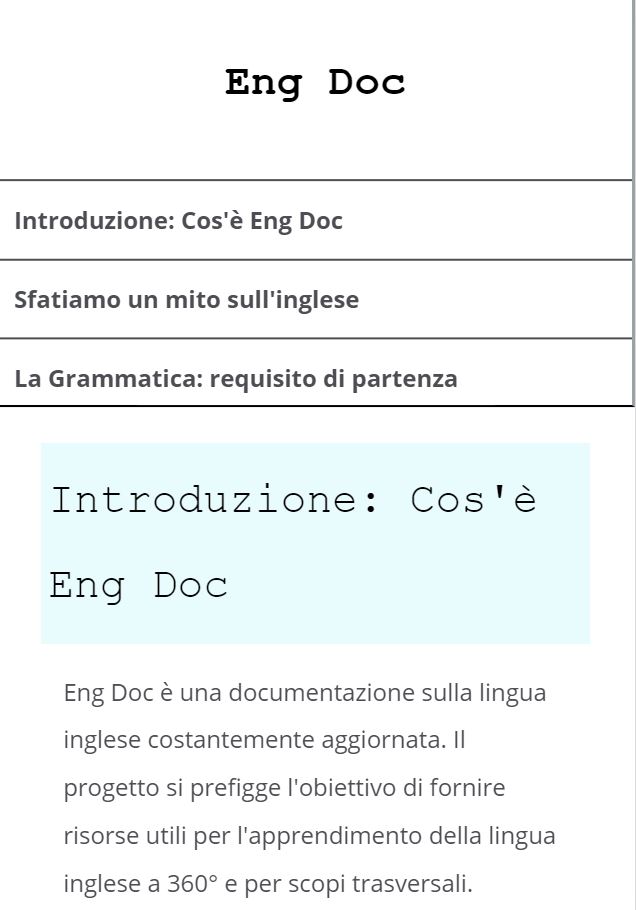 Eng Doc
Introduzione: Cos'è Eng Doc
Sfatiamo un mito sull'inglese
La Grammatica: requisito di partenza
Introduzione: Cos'è
Eng Doc
Eng Doc è una documentazione sulla lingua
inglese costantemente aggiornata. Il
progetto si prefigge l'obiettivo di fornire
risorse utili per l'apprendimento della lingua
inglese a 360° e per scopi trasversali.